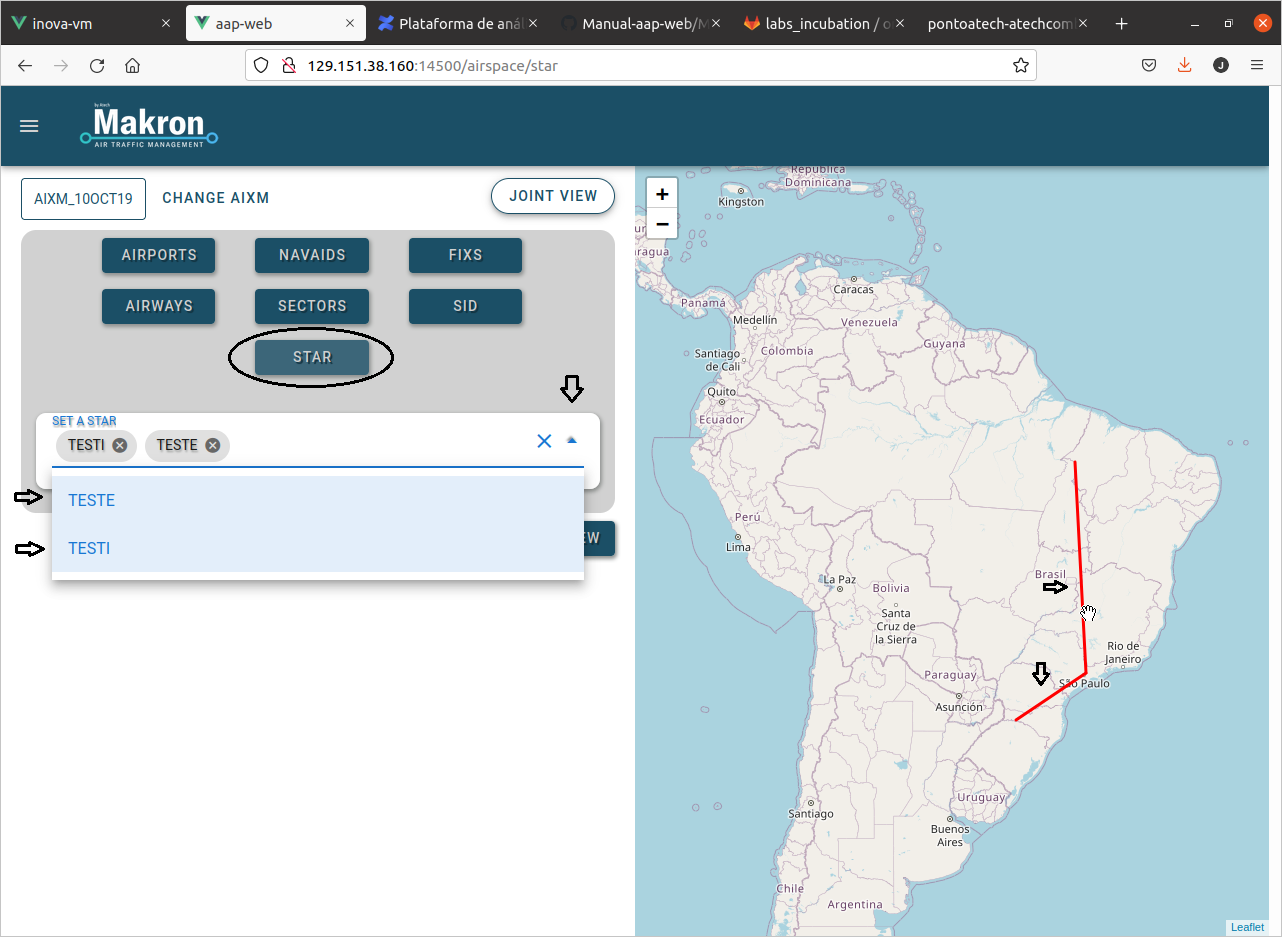 inova-vm
aap-web
Plataforma de aná
Manual-aap-web/M
labs_incubation / o
pontoatech-atechcoml
129.151.38.160:14500/airspace/star
J
by Atech
Makron
AIR TRAFFIC MANAGEMENT
AIXM_10OCT19
CHANGE AIXM
JOINT VIEW
AIRPORTS
NAVAIDS
FIXS
AIRWAYS
SECTORS
SID
STAR
SET A STAR
TESTI
TESTE
TESTE
TESTI
EW
+
−
República
Dominicana
Kingston
ragua
Panamá
Caracas
Medellín
Venezuela
Guyana
Santiago
de Cali
Colombia
Quito
Ecuador
Perú
Lima
Brasil
La Paz
Bolivia
Santa
Cruz de
la Sierra
Rio de
Janeiro
Paraguay
São Paulo
Asunción
Uruguay
Santiago
Buenos
Aires
Chile
Argentina
Leaflet